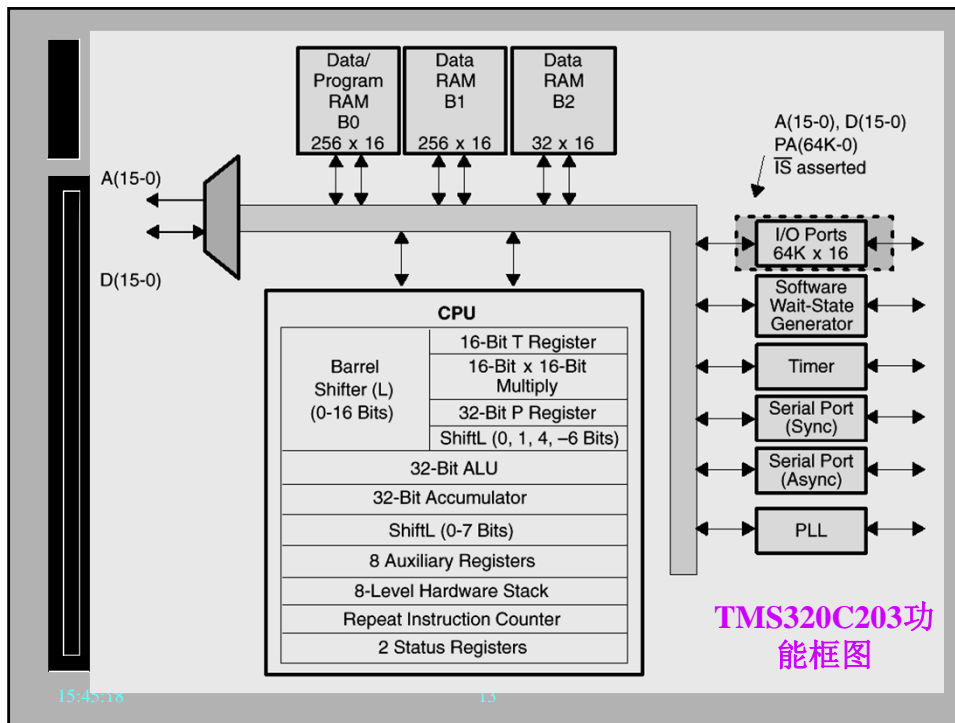 Data/
Program
RAM
B0
256 x 16
Data
RAM
B1
256 x 16
Data
RAM
B2
32 x 16
A(15-0), D(15-0)
PA(64K-0)
IS asserted
A(15-0)
D(15-0)
I/O Ports
64K x 16
Software
Wait-State
Generator
Timer
Serial Port
(Sync)
Serial Port
(Async)
PLL
CPU
Barrel
Shifter (L)
(0-16 Bits)
16-Bit T Register
16-Bit x 16-Bit
Multiply
32-Bit P Register
ShiftL (0, 1, 4, –6 Bits)
32-Bit ALU
32-Bit Accumulator
ShiftL (0-7 Bits)
8 Auxiliary Registers
8-Level Hardware Stack
Repeat Instruction Counter
2 Status Registers
TMS320C203功
能框图
15:45:18
13